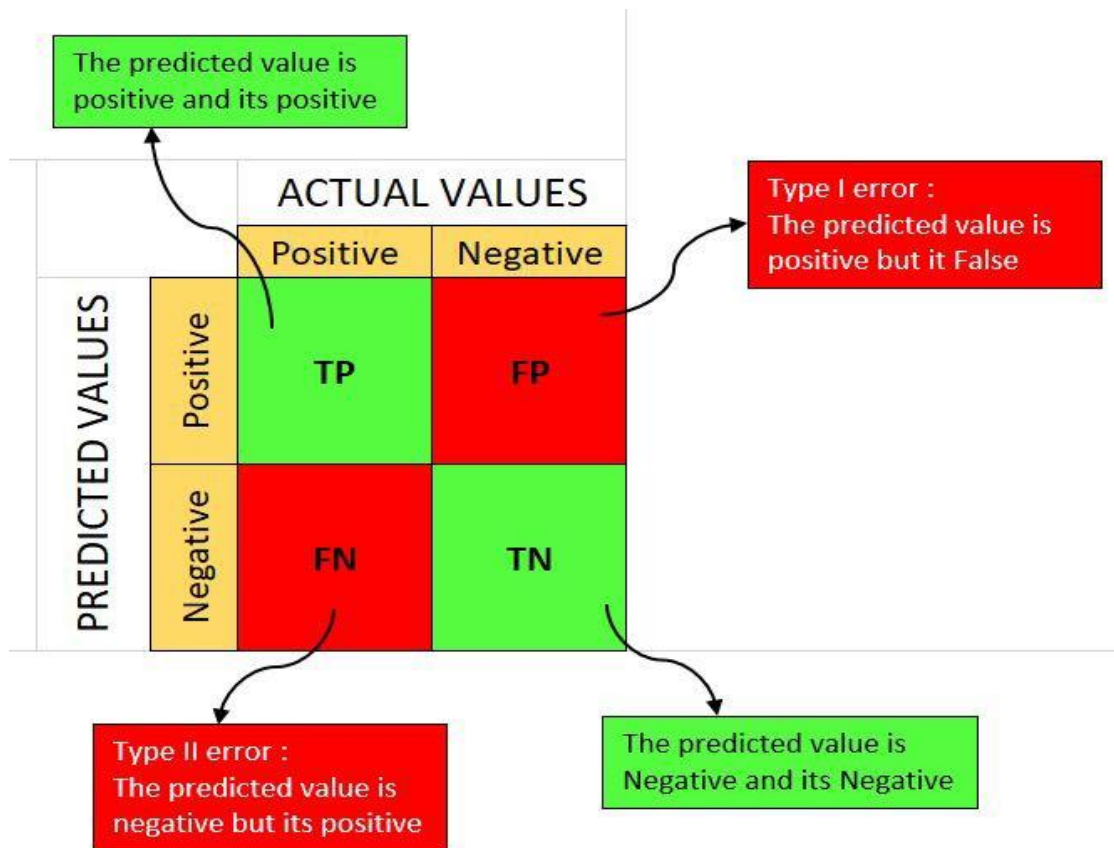 The predicted value is
positive and its positive
ACTUAL VALUES
Type I error :
The predicted value is
positive but it False
Positive
Negative
PREDICTED VALUES
Positive
TP
FP
Negative
FN
TN
Type II error :
The predicted value is
negative but its positive
The predicted value is
Negative and its Negative